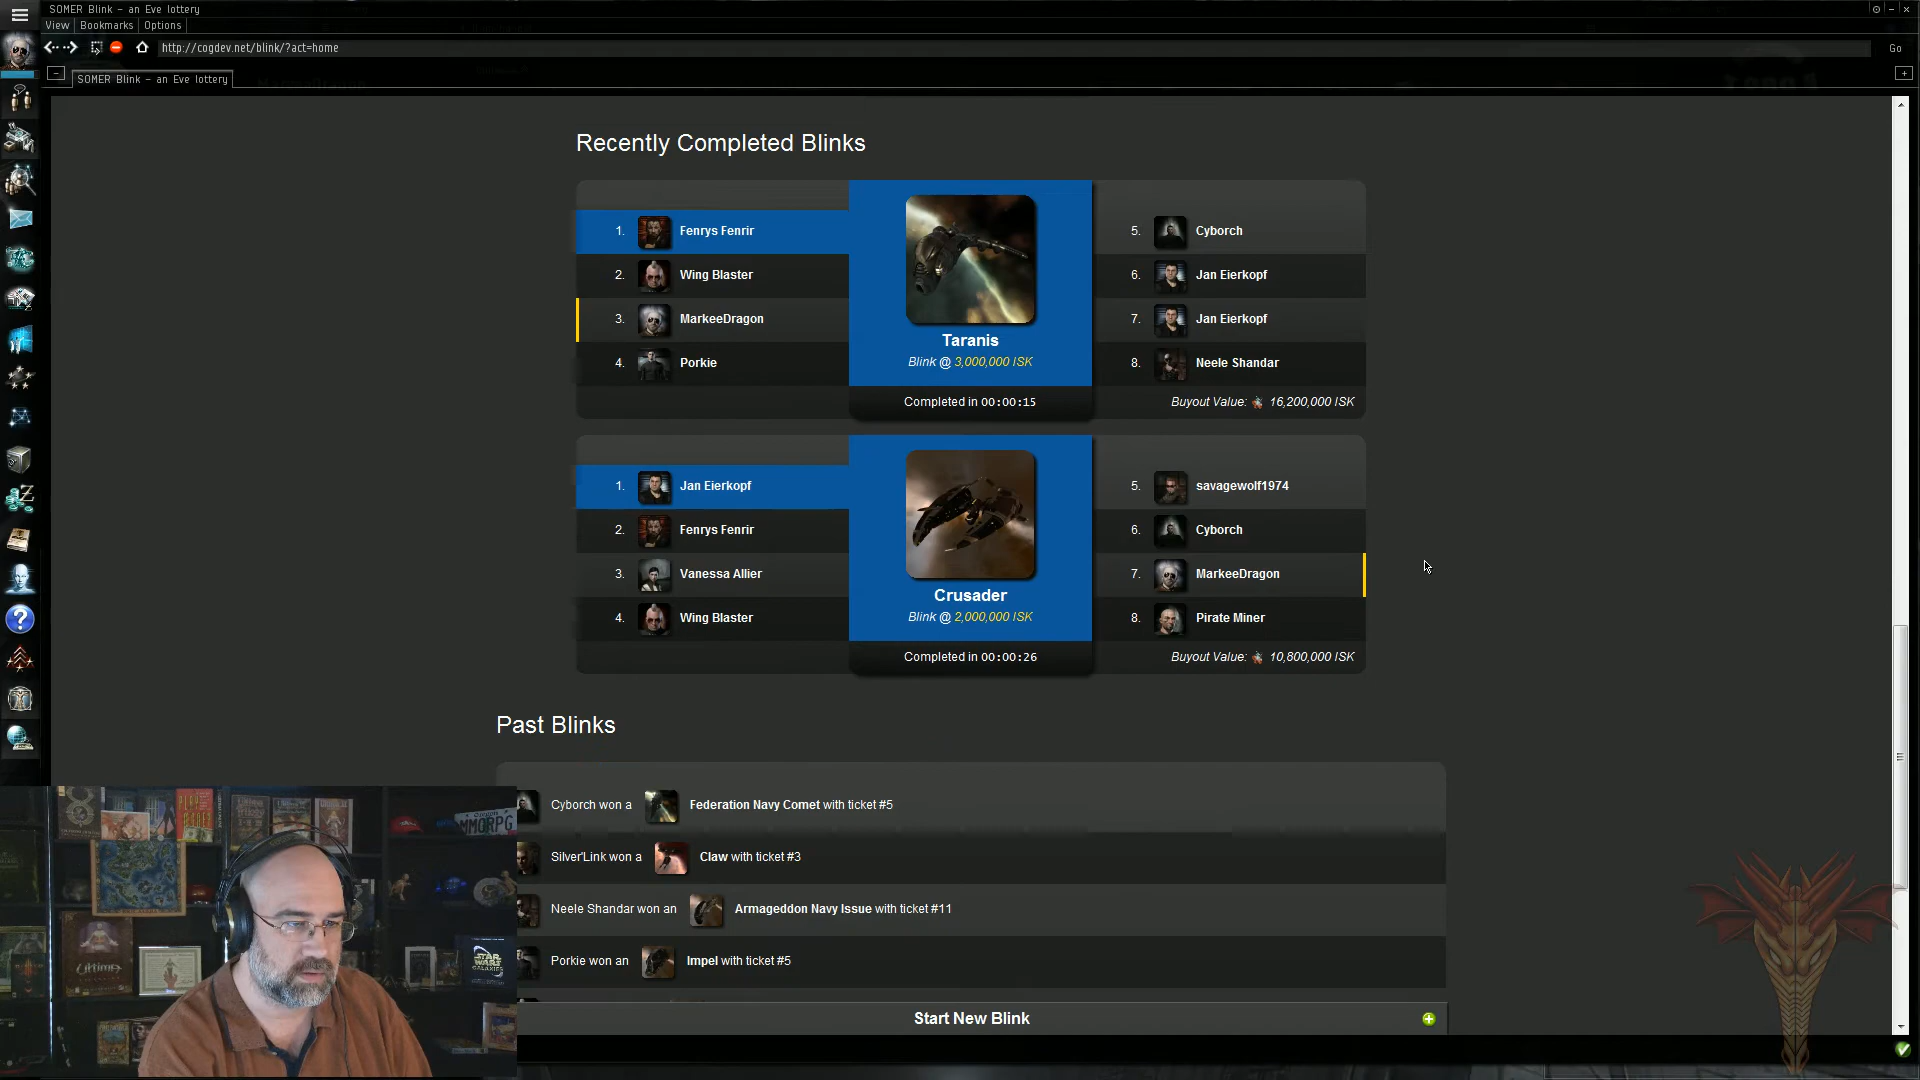 SOMER Blink – an Eve lottery
View Bookmarks Options
http://cogdev.net/blink/?act=home Go
SOMER Blink – an Eve lottery
Recently Completed Blinks
1. Fenrys Fenrir
2. Wing Blaster
3. MarkeeDragon
4. Porkie
Taranis
Blink @ 3,000,000 ISK
Completed in 00:00:15
5. Cyborch
6. Jan Eierkopf
7. Jan Eierkopf
8. Neele Shandar
Buyout Value: 16,200,000 ISK
1. Jan Eierkopf
2. Fenrys Fenrir
3. Vanessa Allier
4. Wing Blaster
Crusader
Blink @ 2,000,000 ISK
Completed in 00:00:26
5. savagewolf1974
6. Cyborch
7. MarkeeDragon
8. Pirate Miner
Buyout Value: 10,800,000 ISK
Past Blinks
Cyborch won a Federation Navy Comet with ticket #5
Silver'Link won a Claw with ticket #3
Neele Shandar won an Armageddon Navy Issue with ticket #11
Porkie won an Impel with ticket #5
Start New Blink
MMORPG
Ultima
STAR WARS
GALAXIES